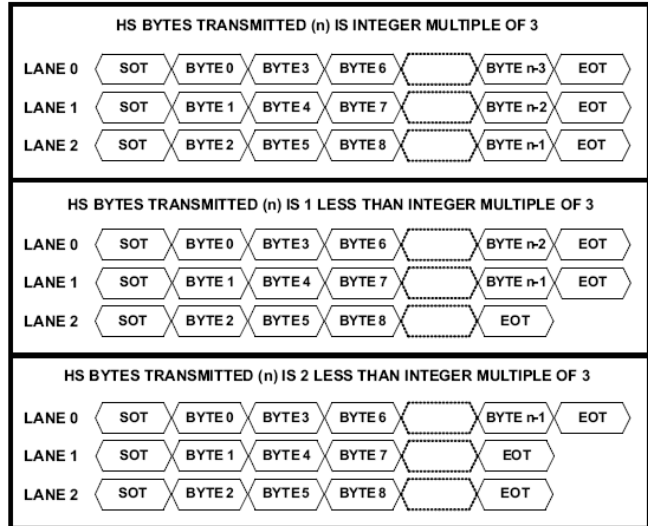 HS BYTES TRANSMITTED (n) IS INTEGER MULTIPLE OF 3
LANE 0 SOT BYTE 0 BYTE 3 BYTE 6 BYTE n-3 EOT
LANE 1 SOT BYTE 1 BYTE 4 BYTE 7 BYTE n-2 EOT
LANE 2 SOT BYTE 2 BYTE 5 BYTE 8 BYTE n-1 EOT
HS BYTES TRANSMITTED (n) IS 1 LESS THAN INTEGER MULTIPLE OF 3
LANE 0 SOT BYTE 0 BYTE 3 BYTE 6 BYTE n-2 EOT
LANE 1 SOT BYTE 1 BYTE 4 BYTE 7 BYTE n-1 EOT
LANE 2 SOT BYTE 2 BYTE 5 BYTE 8 EOT
HS BYTES TRANSMITTED (n) IS 2 LESS THAN INTEGER MULTIPLE OF 3
LANE 0 SOT BYTE 0 BYTE 3 BYTE 6 BYTE n-1 EOT
LANE 1 SOT BYTE 1 BYTE 4 BYTE 7 EOT
LANE 2 SOT BYTE 2 BYTE 5 BYTE 8 EOT